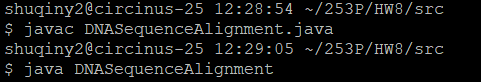 shuqiny2@circinus-25 12:28:54 ~/253P/HW8/src
$ javac DNASequenceAlignment.java
shuqiny2@circinus-25 12:29:05 ~/253P/HW8/src
$ java DNASequenceAlignment